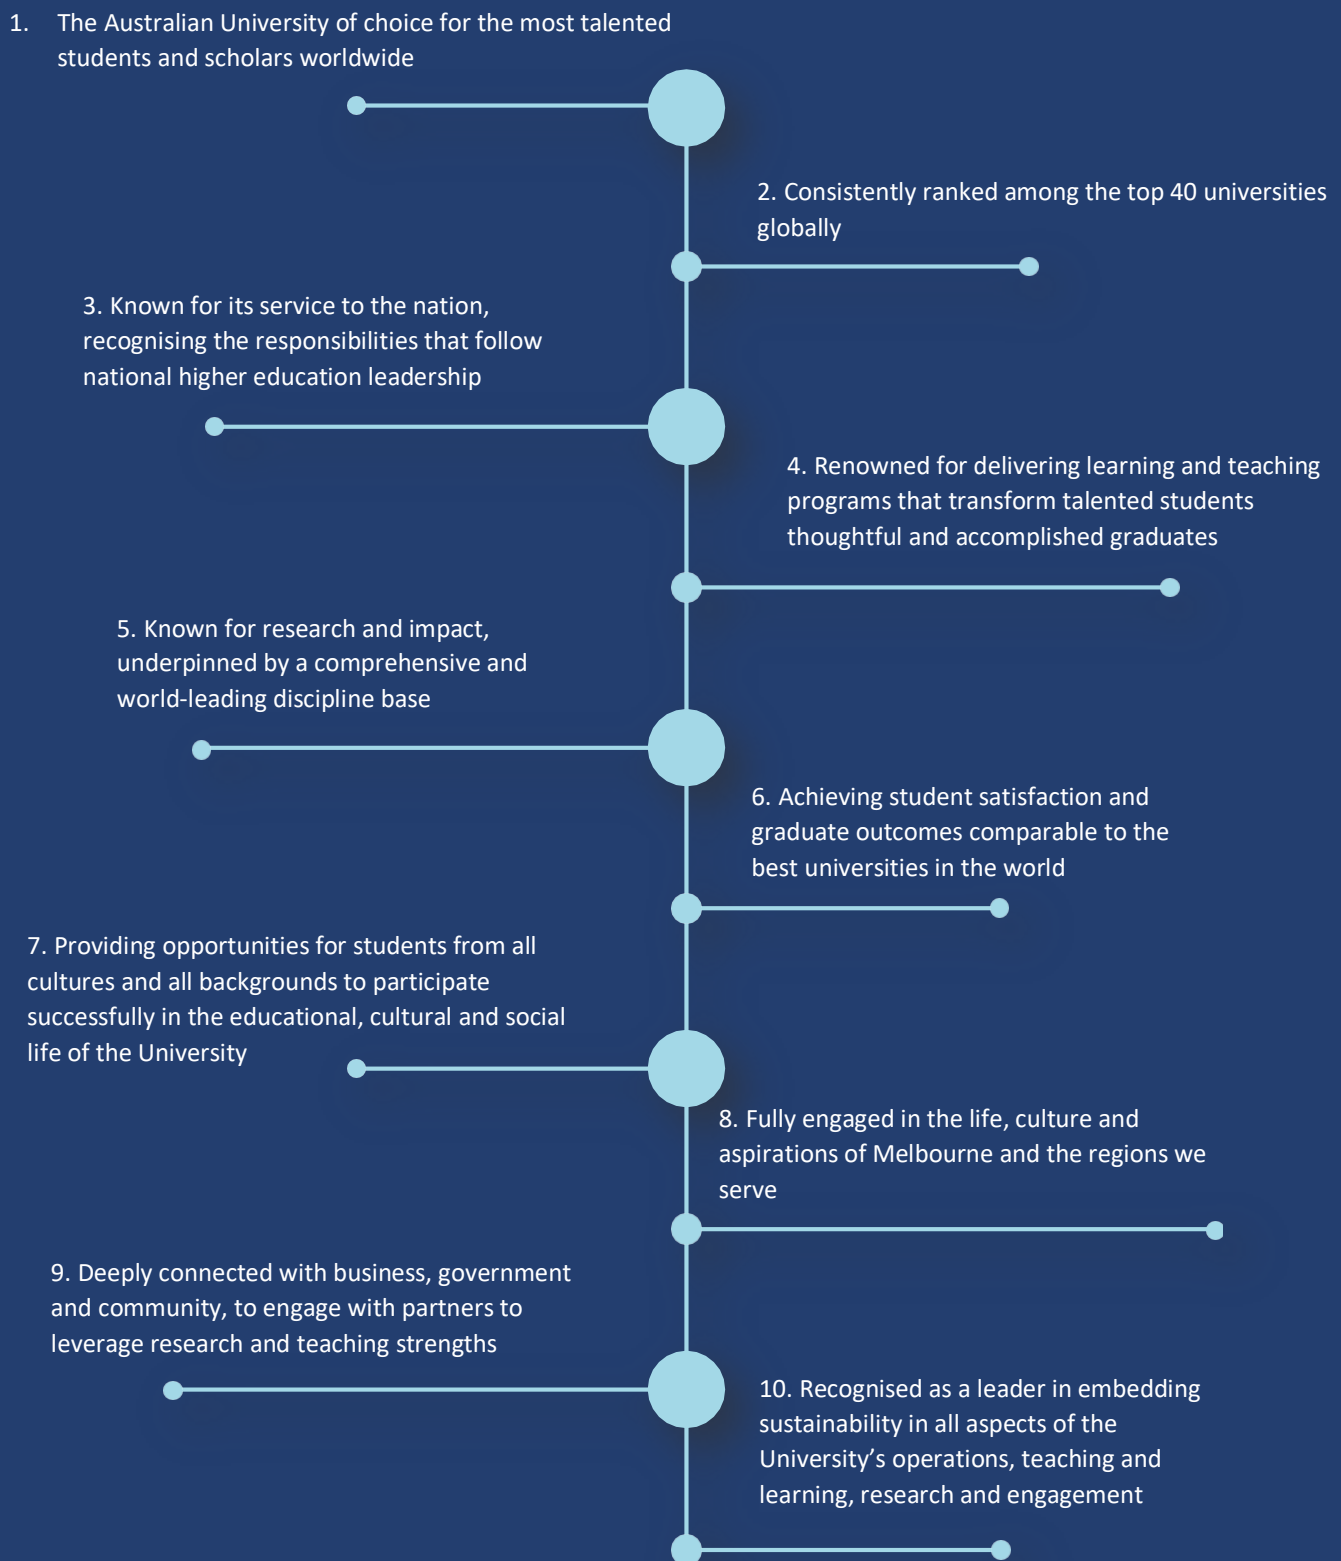 1. The Australian University of choice for the most talented
students and scholars worldwide
2. Consistently ranked among the top 40 universities
globally
3. Known for its service to the nation,
recognising the responsibilities that follow
national higher education leadership
4. Renowned for delivering learning and teaching
programs that transform talented students
thoughtful and accomplished graduates
5. Known for research and impact,
underpinned by a comprehensive and
world-leading discipline base
6. Achieving student satisfaction and
graduate outcomes comparable to the
best universities in the world
7. Providing opportunities for students from all
cultures and all backgrounds to participate
successfully in the educational, cultural and social
life of the University
8. Fully engaged in the life, culture and
aspirations of Melbourne and the regions we
serve
9. Deeply connected with business, government
and community, to engage with partners to
leverage research and teaching strengths
10. Recognised as a leader in embedding
sustainability in all aspects of the
University’s operations, teaching and
learning, research and engagement